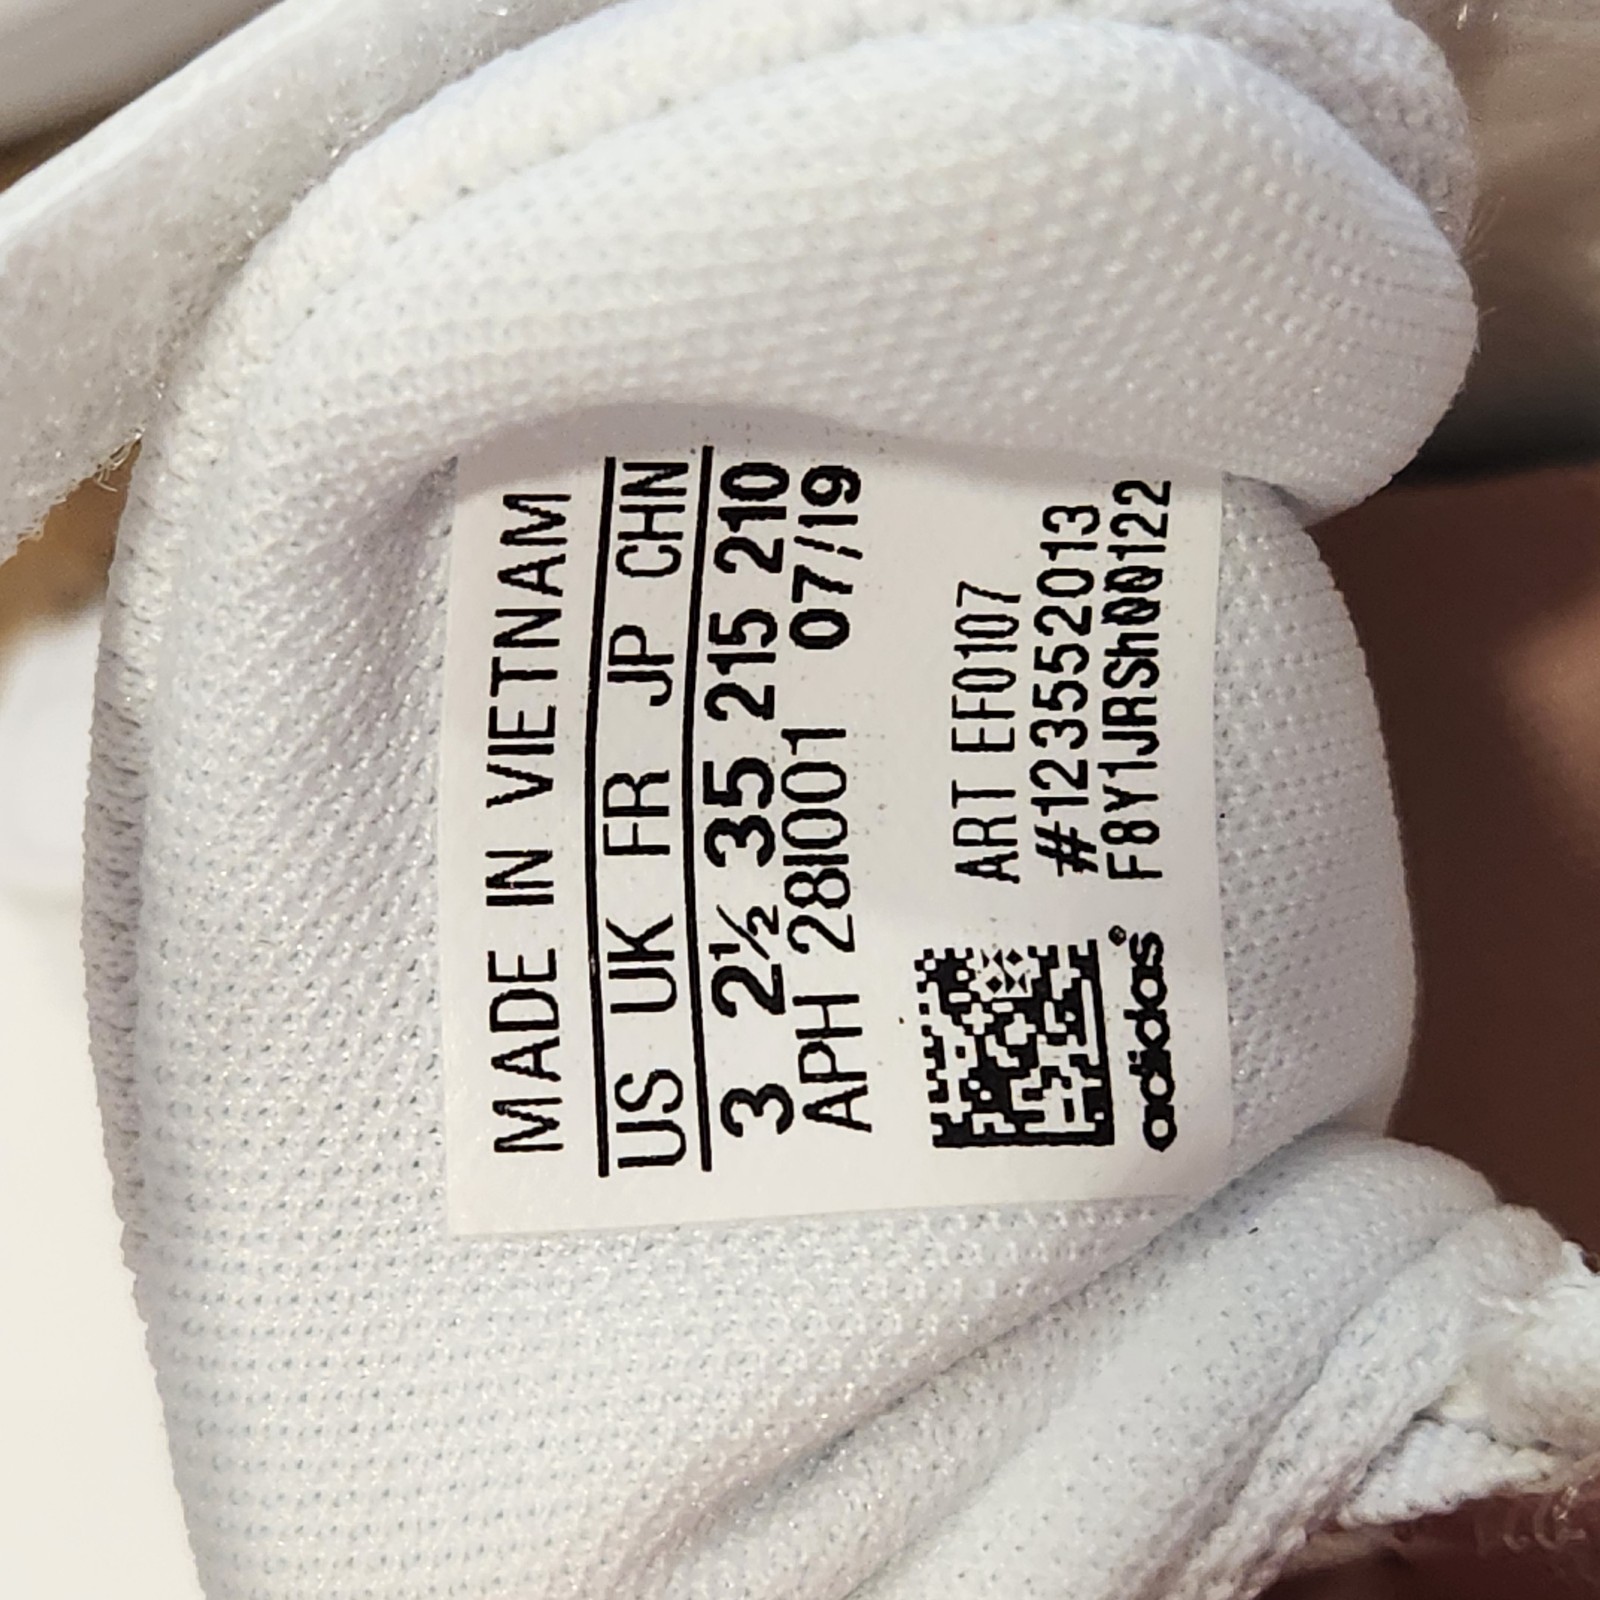 MADE IN VIETNAM
US UK FR JP CHN
3 2½ 35 215 210
APH 28I001 07/19
ART EF0107
#123552013
F8Y1JRSh00122
adidas®